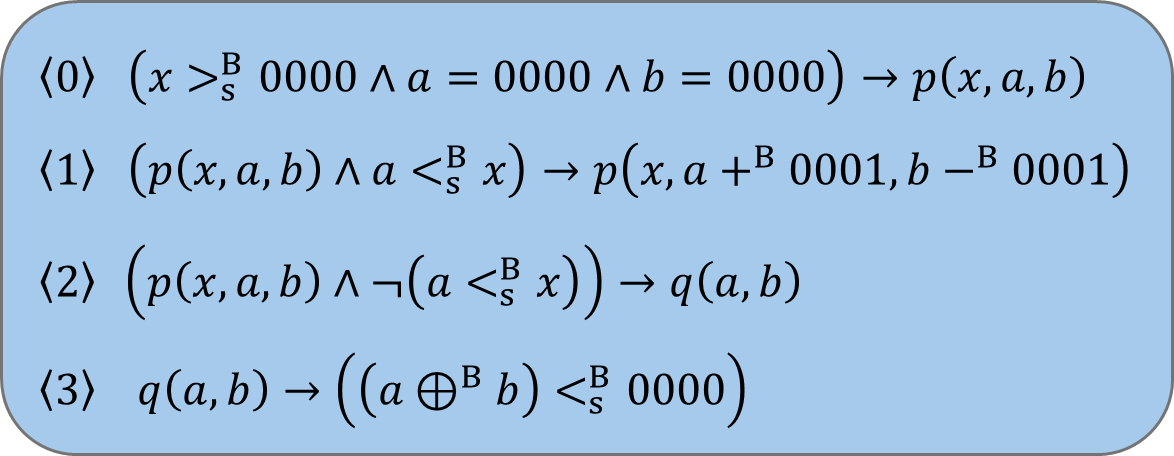 ⟨0⟩ (x >ₛᴮ 0000 ∧ a = 0000 ∧ b = 0000) → p(x, a, b)
⟨1⟩ (p(x, a, b) ∧ a <ₛᴮ x) → p(x, a +ᴮ 0001, b −ᴮ 0001)
⟨2⟩ (p(x, a, b) ∧ ¬(a <ₛᴮ x)) → q(a, b)
⟨3⟩ q(a, b) → ((a ⊕ᴮ b) <ₛᴮ 0000)